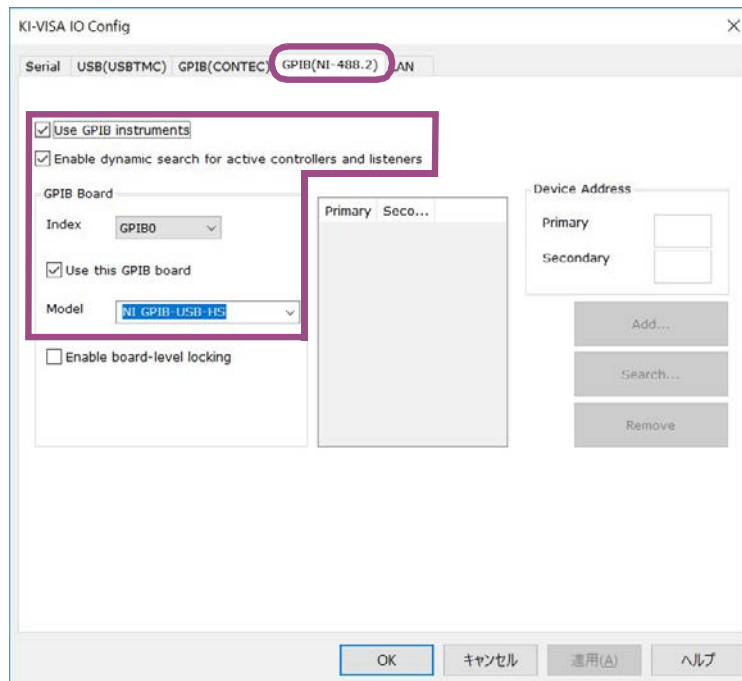 KI-VISA IO Config
Serial USB(USBTMC) GPIB(CONTEC) GPIB(NI-488.2) LAN
Use GPIB instruments
Enable dynamic search for active controllers and listeners
GPIB Board
Index GPIB0
Use this GPIB board
Model NI GPIB-USB-HS
Enable board-level locking
Primary Seco...
Device Address
Primary
Secondary
Add...
Search...
Remove
OK キャンセル 適用(A) ヘルプ